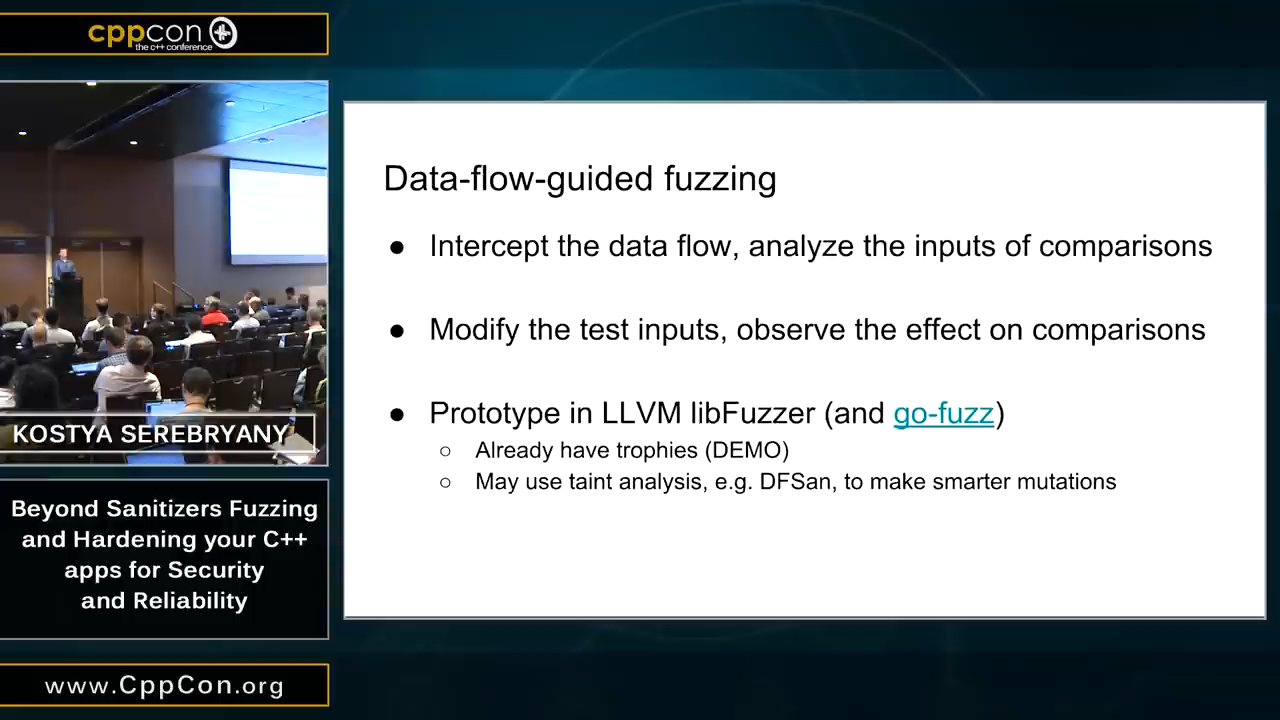 cppcon
the c++ conference
KOSTYA SEREBRYANY
Beyond Sanitizers Fuzzing
and Hardening your C++
apps for Security
and Reliability
www.CppCon.org
Data-flow-guided fuzzing
● Intercept the data flow, analyze the inputs of comparisons
● Modify the test inputs, observe the effect on comparisons
● Prototype in LLVM libFuzzer (and go-fuzz)
○ Already have trophies (DEMO)
○ May use taint analysis, e.g. DFSan, to make smarter mutations